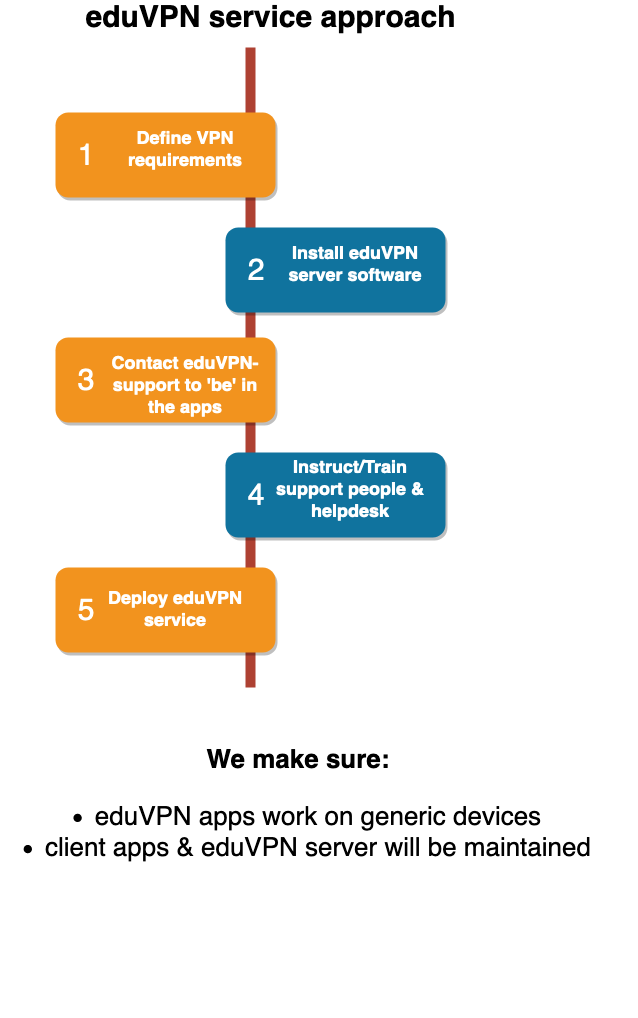 eduVPN service approach
1
Define VPN
requirements
2
Install eduVPN
server software
3
Contact eduVPN-
support to 'be' in
the apps
4
Instruct/Train
support people &
helpdesk
5
Deploy eduVPN
service
We make sure:
• eduVPN apps work on generic devices
• client apps & eduVPN server will be maintained